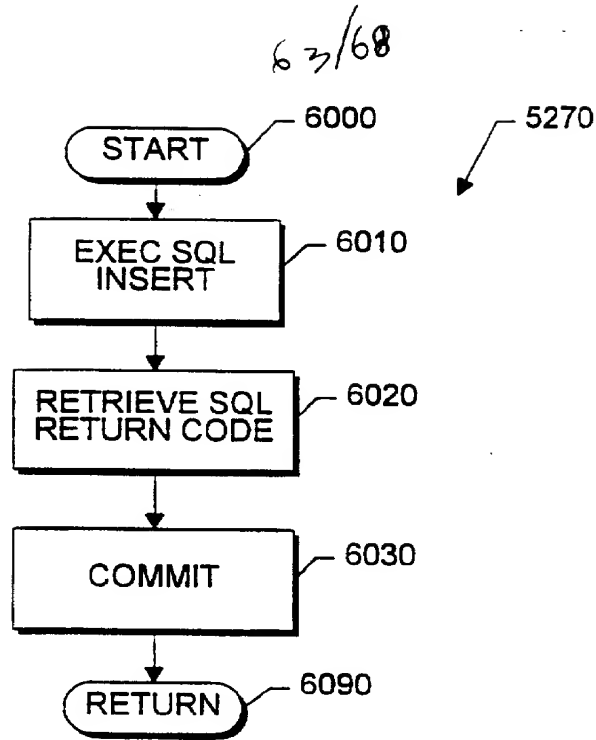 63/68
START
6000
5270
EXEC SQL
INSERT
6010
RETRIEVE SQL
RETURN CODE
6020
COMMIT
6030
RETURN
6090